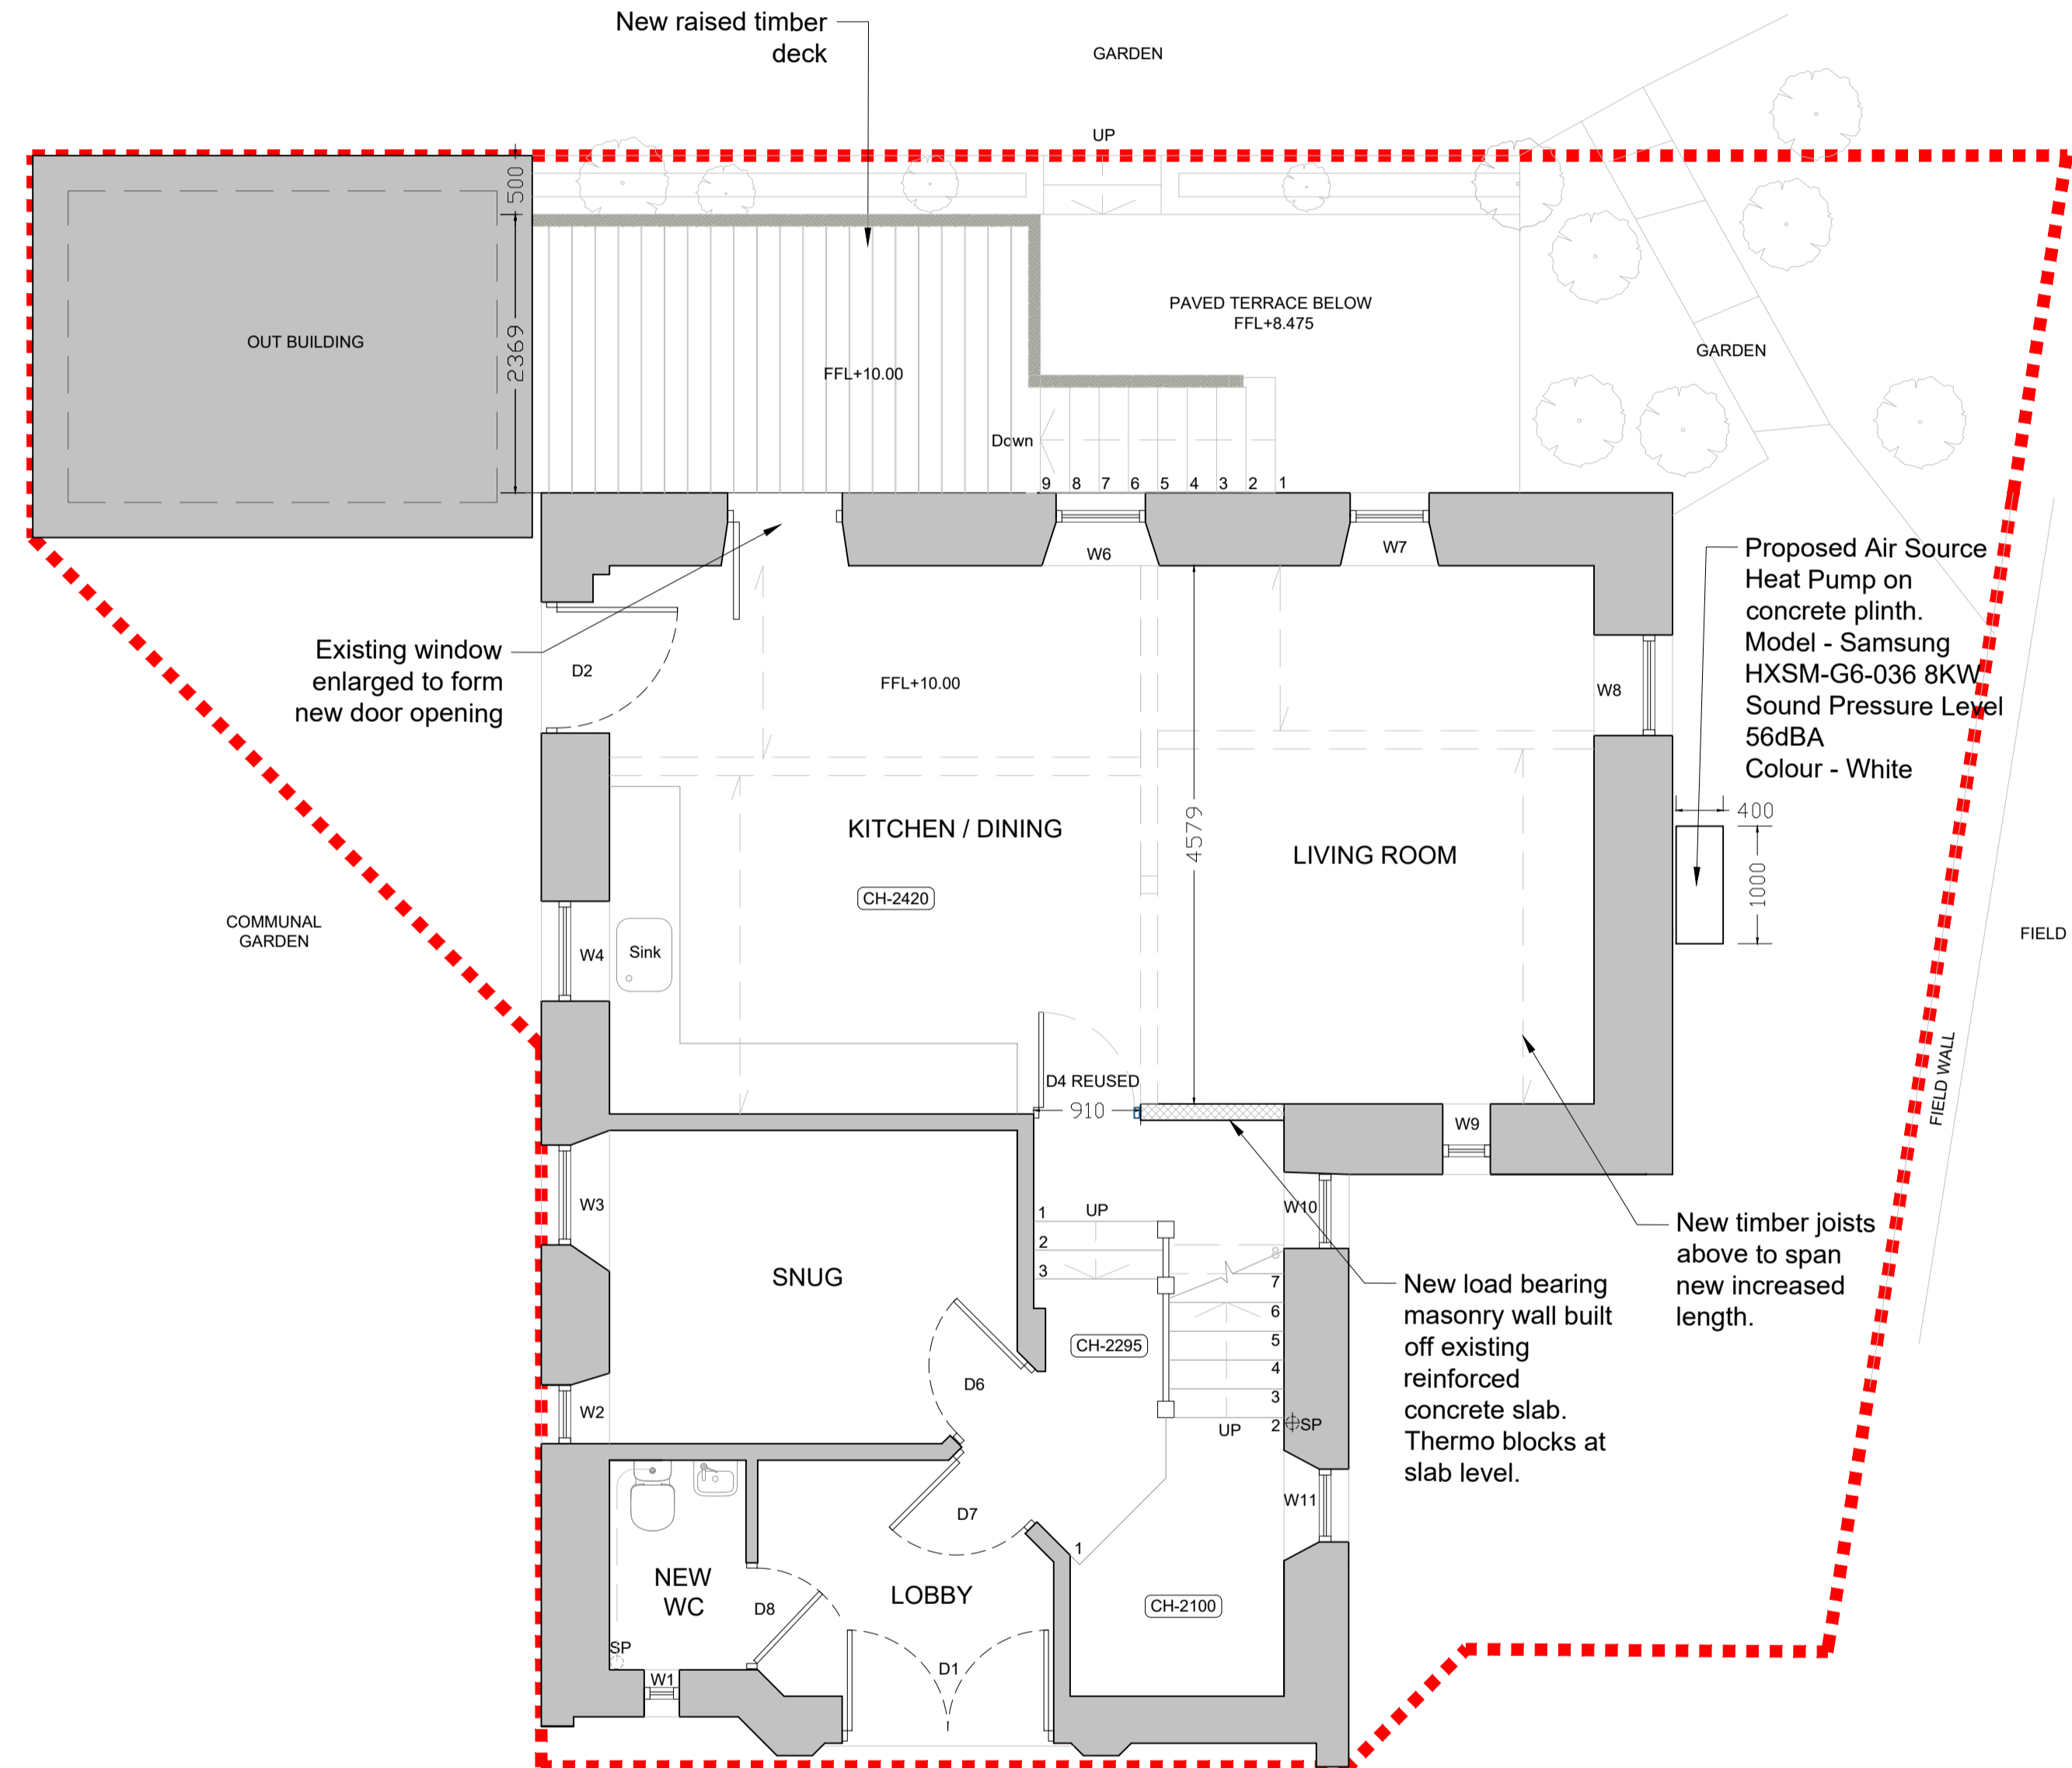 New raised timber
deck
GARDEN
UP
500
2369
OUT BUILDING
PAVED TERRACE BELOW
FFL+8.475
FFL+10.00
GARDEN
Down
9 8 7 6 5 4 3 2 1
W6
W7
Proposed Air Source
Heat Pump on
concrete plinth.
Model - Samsung
HXSM-G6-036 8KW
Sound Pressure Level
56dBA
Colour - White
Existing window
enlarged to form
new door opening
D2
FFL+10.00
W8
400
1000
4579
KITCHEN / DINING
LIVING ROOM
CH-2420
COMMUNAL
GARDEN
W4
Sink
FIELD
FIELD WALL
D4 REUSED
910
W9
W3
1
2
3
UP
W10
8
7
6
5
4
3
2
UP
SP
New timber joists
above to span
new increased
length.
SNUG
New load bearing
masonry wall built
off existing
reinforced
concrete slab.
Thermo blocks at
slab level.
CH-2295
D6
W2
D7
W11
1
NEW
WC
D8
LOBBY
CH-2100
SP
W1
D1